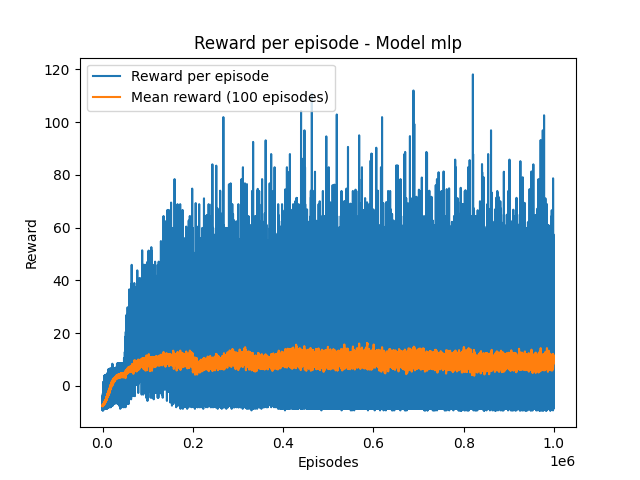 Reward per episode - Model mlp
Reward per episode
Mean reward (100 episodes)
120
100
80
60
40
20
0
Reward
0.0
0.2
0.4
0.6
0.8
1.0
1e6
Episodes